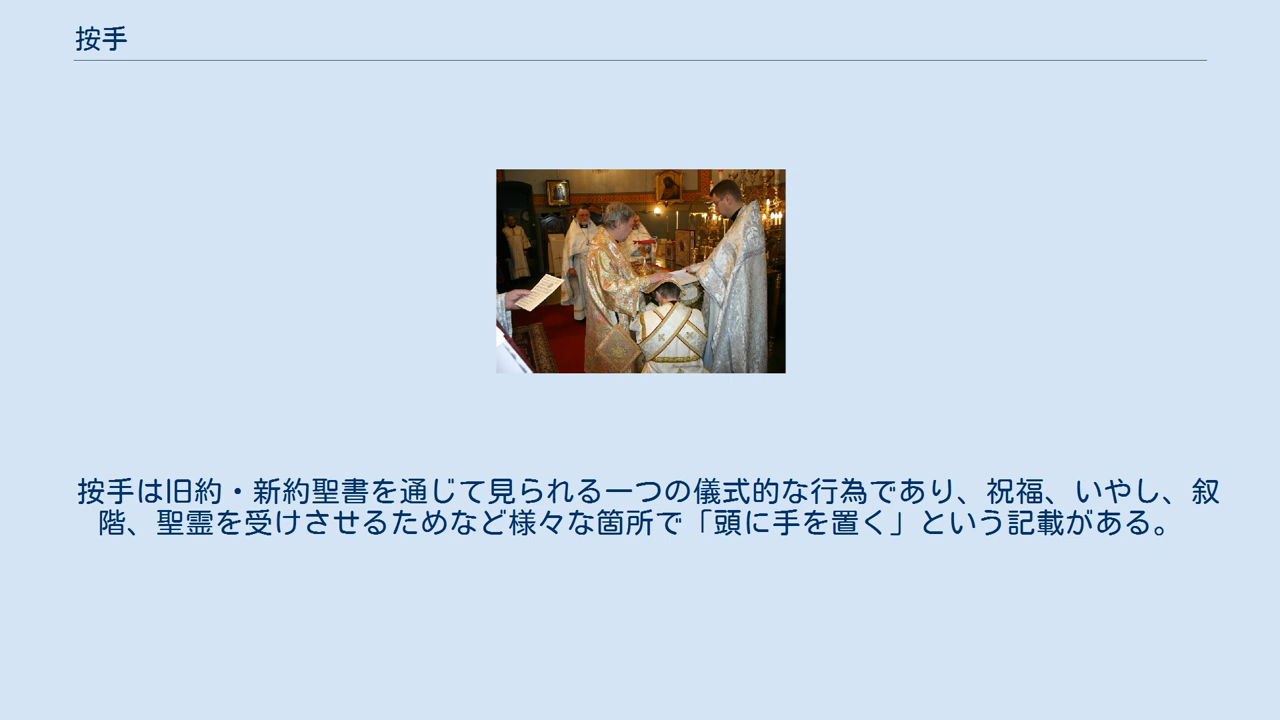 按手
按手は旧約・新約聖書を通じて見られる一つの儀式的な行為であり、祝福、いやし、叙
階、聖霊を受けさせるためなど様々な箇所で「頭に手を置く」という記載がある。